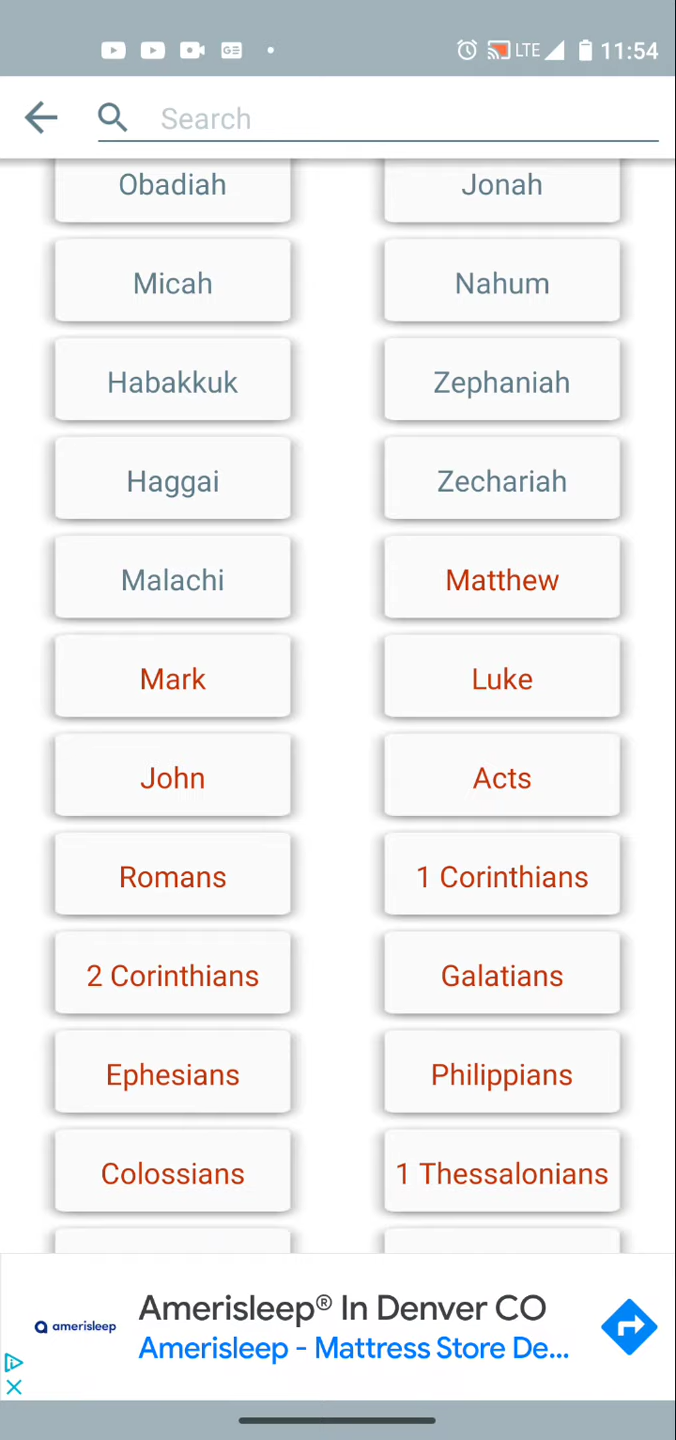 LTE 11:54
Search
Obadiah
Jonah
Micah
Nahum
Habakkuk
Zephaniah
Haggai
Zechariah
Malachi
Matthew
Mark
Luke
John
Acts
Romans
1 Corinthians
2 Corinthians
Galatians
Ephesians
Philippians
Colossians
1 Thessalonians
amerisleep
Amerisleep® In Denver CO
Amerisleep - Mattress Store De...